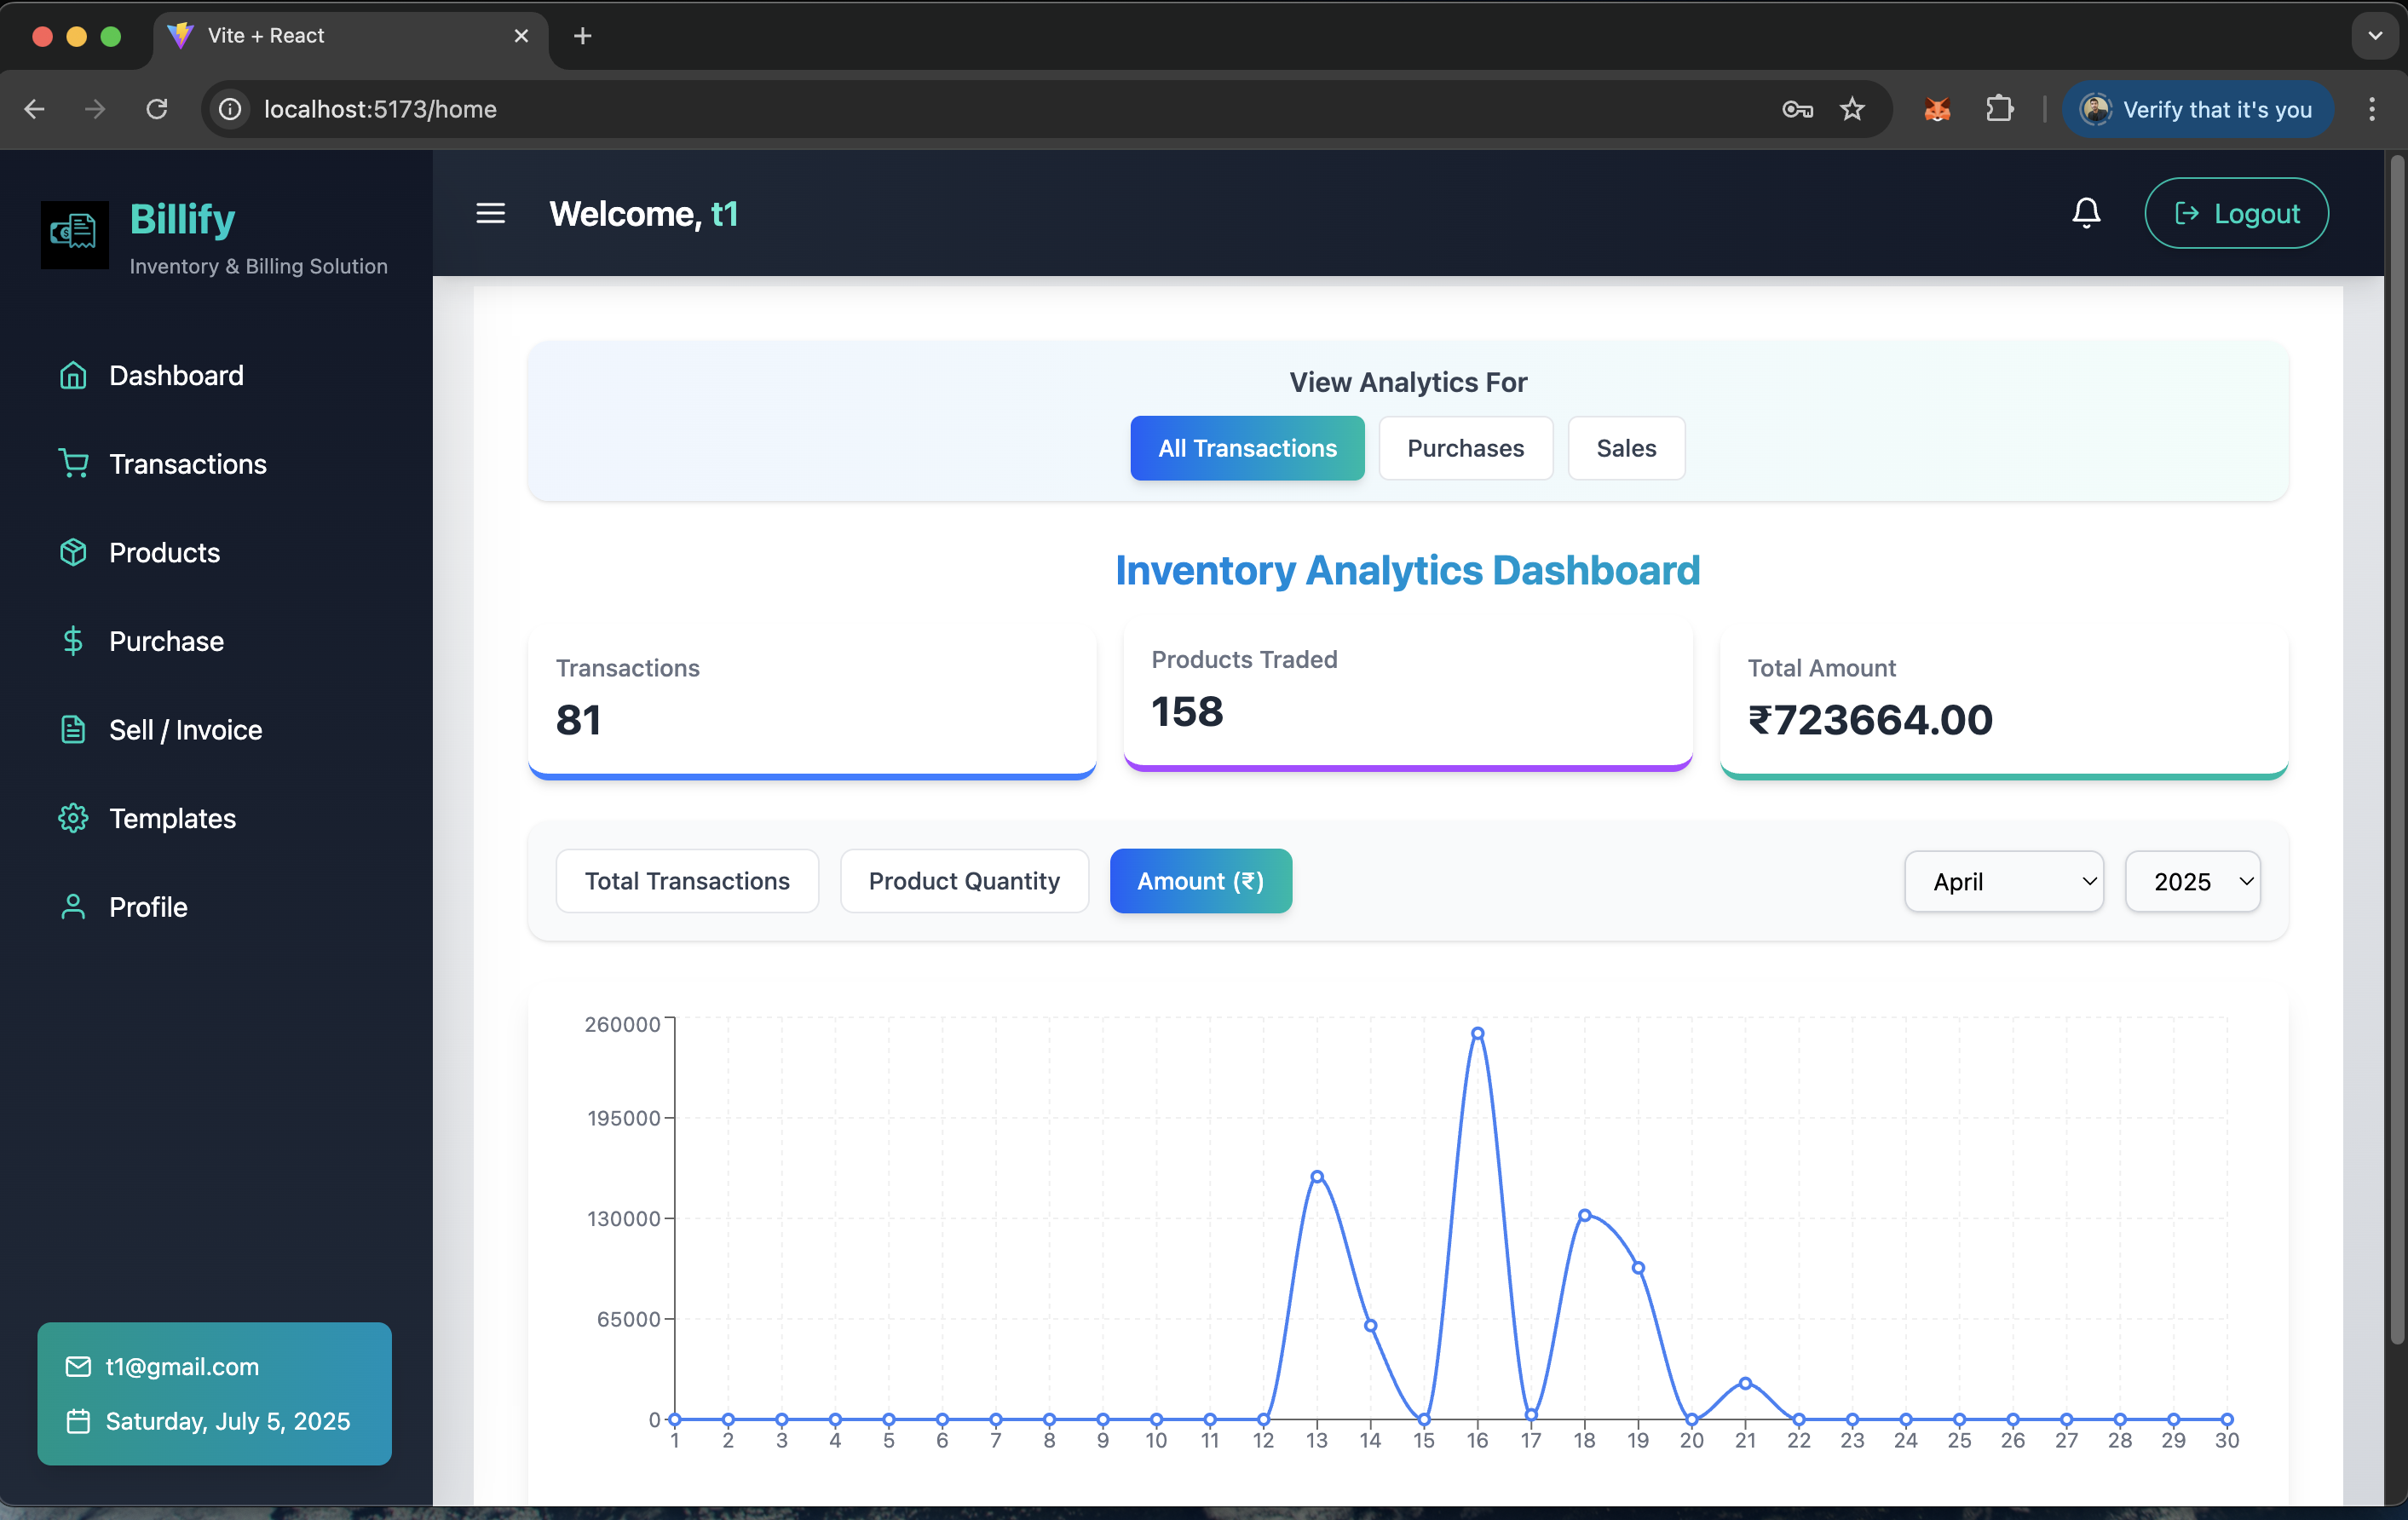 Vite + React
localhost:5173/home
Verify that it's you
Billify
Inventory & Billing Solution
Dashboard
Transactions
Products
Purchase
Sell / Invoice
Templates
Profile
t1@gmail.com
Saturday, July 5, 2025
Welcome, t1
Logout
View Analytics For
All Transactions
Purchases
Sales
Inventory Analytics Dashboard
Transactions
81
Products Traded
158
Total Amount
₹723664.00
Total Transactions
Product Quantity
Amount (₹)
April
2025
260000
195000
130000
65000
0
1 2 3 4 5 6 7 8 9 10 11 12 13 14 15 16 17 18 19 20 21 22 23 24 25 26 27 28 29 30